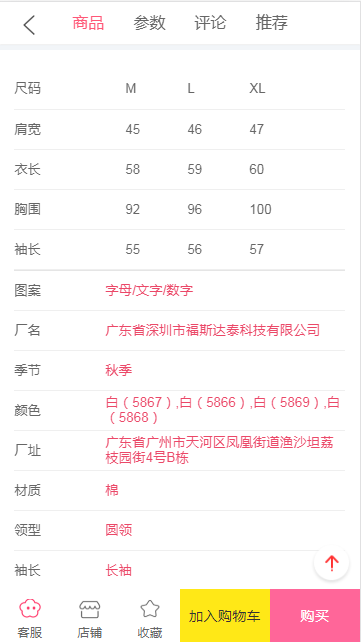 商品 参数 评论 推荐
尺码 M L XL
肩宽 45 46 47
衣长 58 59 60
胸围 92 96 100
袖长 55 56 57
图案 字母/文字/数字
厂名 广东省深圳市福斯达泰科技有限公司
季节 秋季
颜色 白（5867）,白（5866）,白（5869）,白
（5868）
厂址 广东省广州市天河区凤凰街道渔沙坦荔
枝园街4号B栋
材质 棉
领型 圆领
袖长 长袖
客服 店铺 收藏 加入购物车 购买